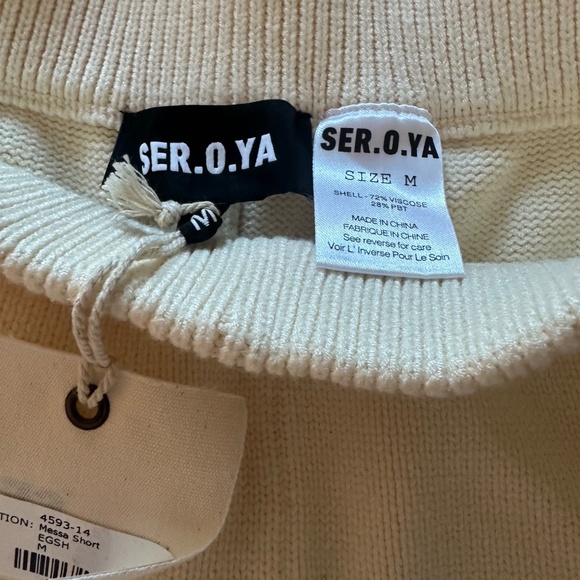 SER.O.YA
M
SER.O.YA
SIZE M
SHELL - 72% VISCOSE
28% PBT
MADE IN CHINA
FABRIQUE IN CHINE
See reverse for care
Voir L' Inverse Pour Le Soin
4593-14
TION: Messa Short
EGSH
M